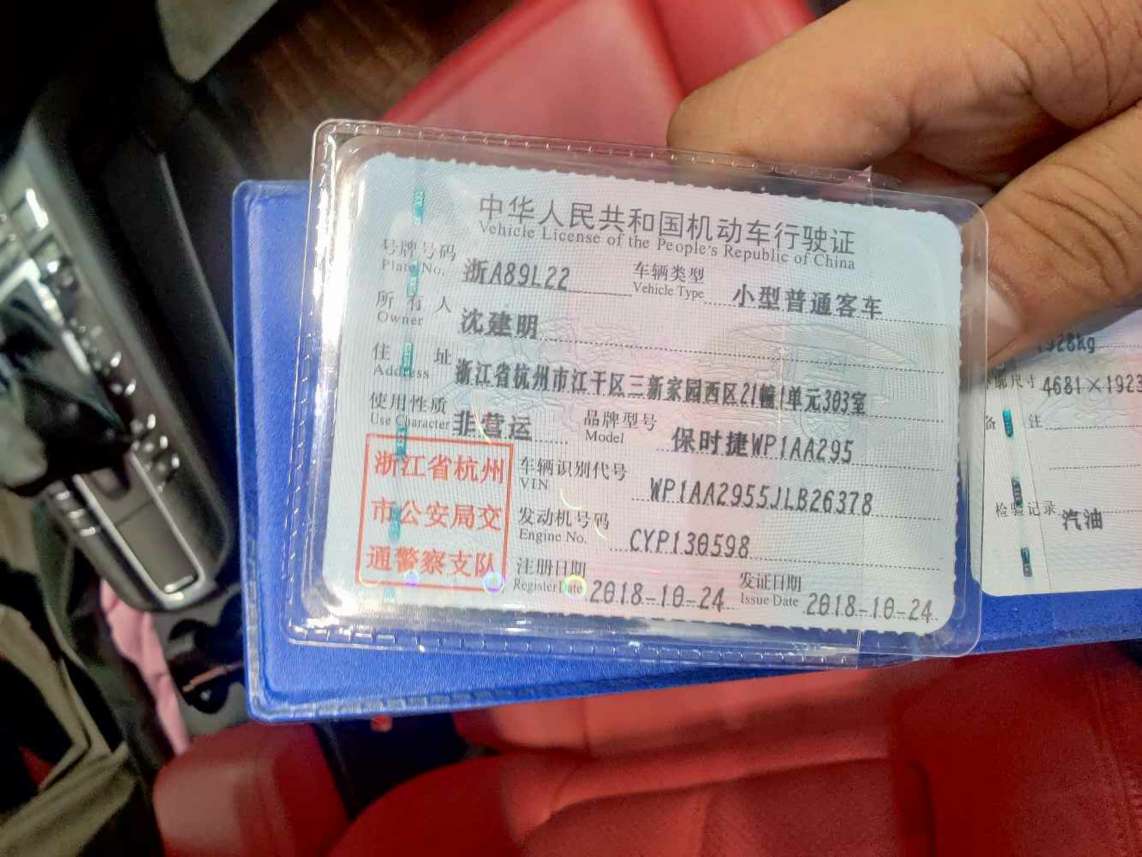 中华人民共和国机动车行驶证
Vehicle License of the People's Republic of China
号牌号码 浙A89L22 车辆类型 小型普通客车
Plate No. Vehicle Type
所有人 沈建明
Owner
住址 浙江省杭州市江干区三新家园西区21幢1单元303室
Address
使用性质 非营运 品牌型号 保时捷WP1AA295
Use Character Model
浙江省杭州
市公安局交
通警察支队
车辆识别代号 WP1AA2955JLB26378
VIN
发动机号码 CYP130598
Engine No.
注册日期 2018-10-24 发证日期 2018-10-24
Register Date Issue Date
1928kg
尺寸 4681×1923
备注
检验记录 汽油